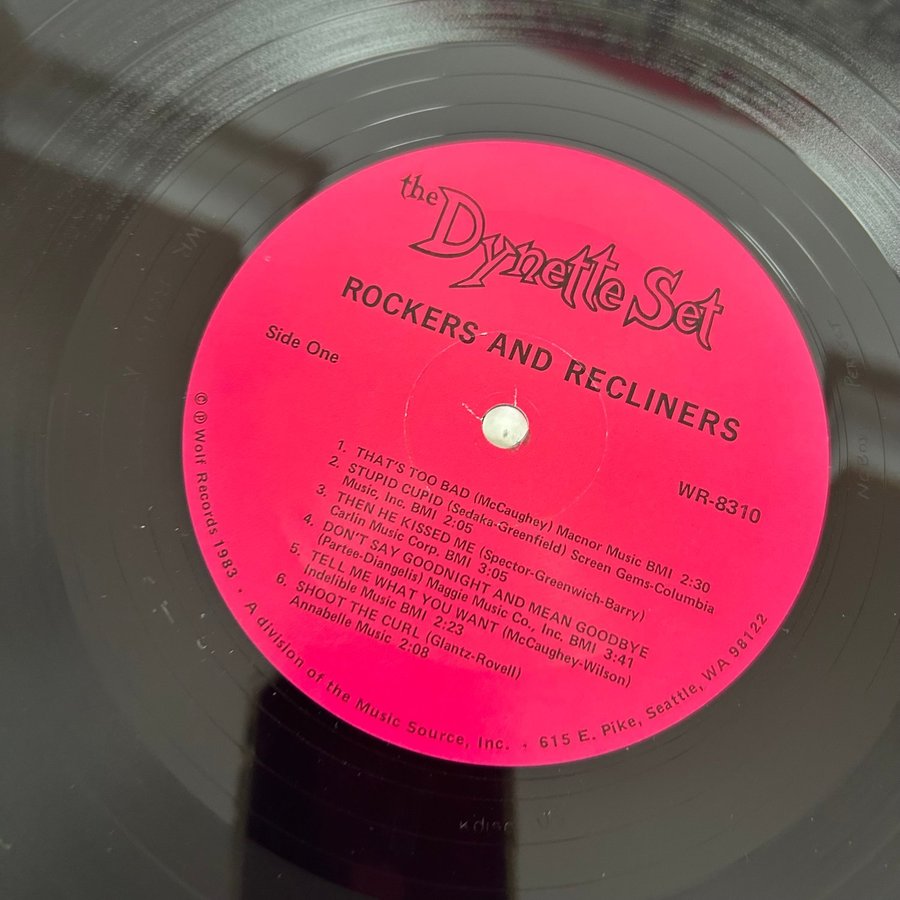 the
Dynette Set
ROCKERS AND RECLINERS
Side One
WR-8310
1. THAT'S TOO BAD (McCaughey) Macnor Music BMI 2:30
2. STUPID CUPID (Sedaka-Greenfield) Screen Gems-Columbia
Music, Inc. BMI 2:05
3. THEN HE KISSED ME (Spector-Greenwich-Barry)
Carlin Music Corp. BMI 3:05
4. DON'T SAY GOODNIGHT AND MEAN GOODBYE
(Partee-Diangelis) Maggie Music Co., Inc. BMI 3:41
5. TELL ME WHAT YOU WANT (McCaughey-Wilson)
Indelible Music BMI 2:23
6. SHOOT THE CURL (Glantz-Rovell)
Annabelle Music 2:08
© ℗ Wolf Records 1983 · A division of the Music Source, Inc. · 615 E. Pike, Seattle, WA 98122